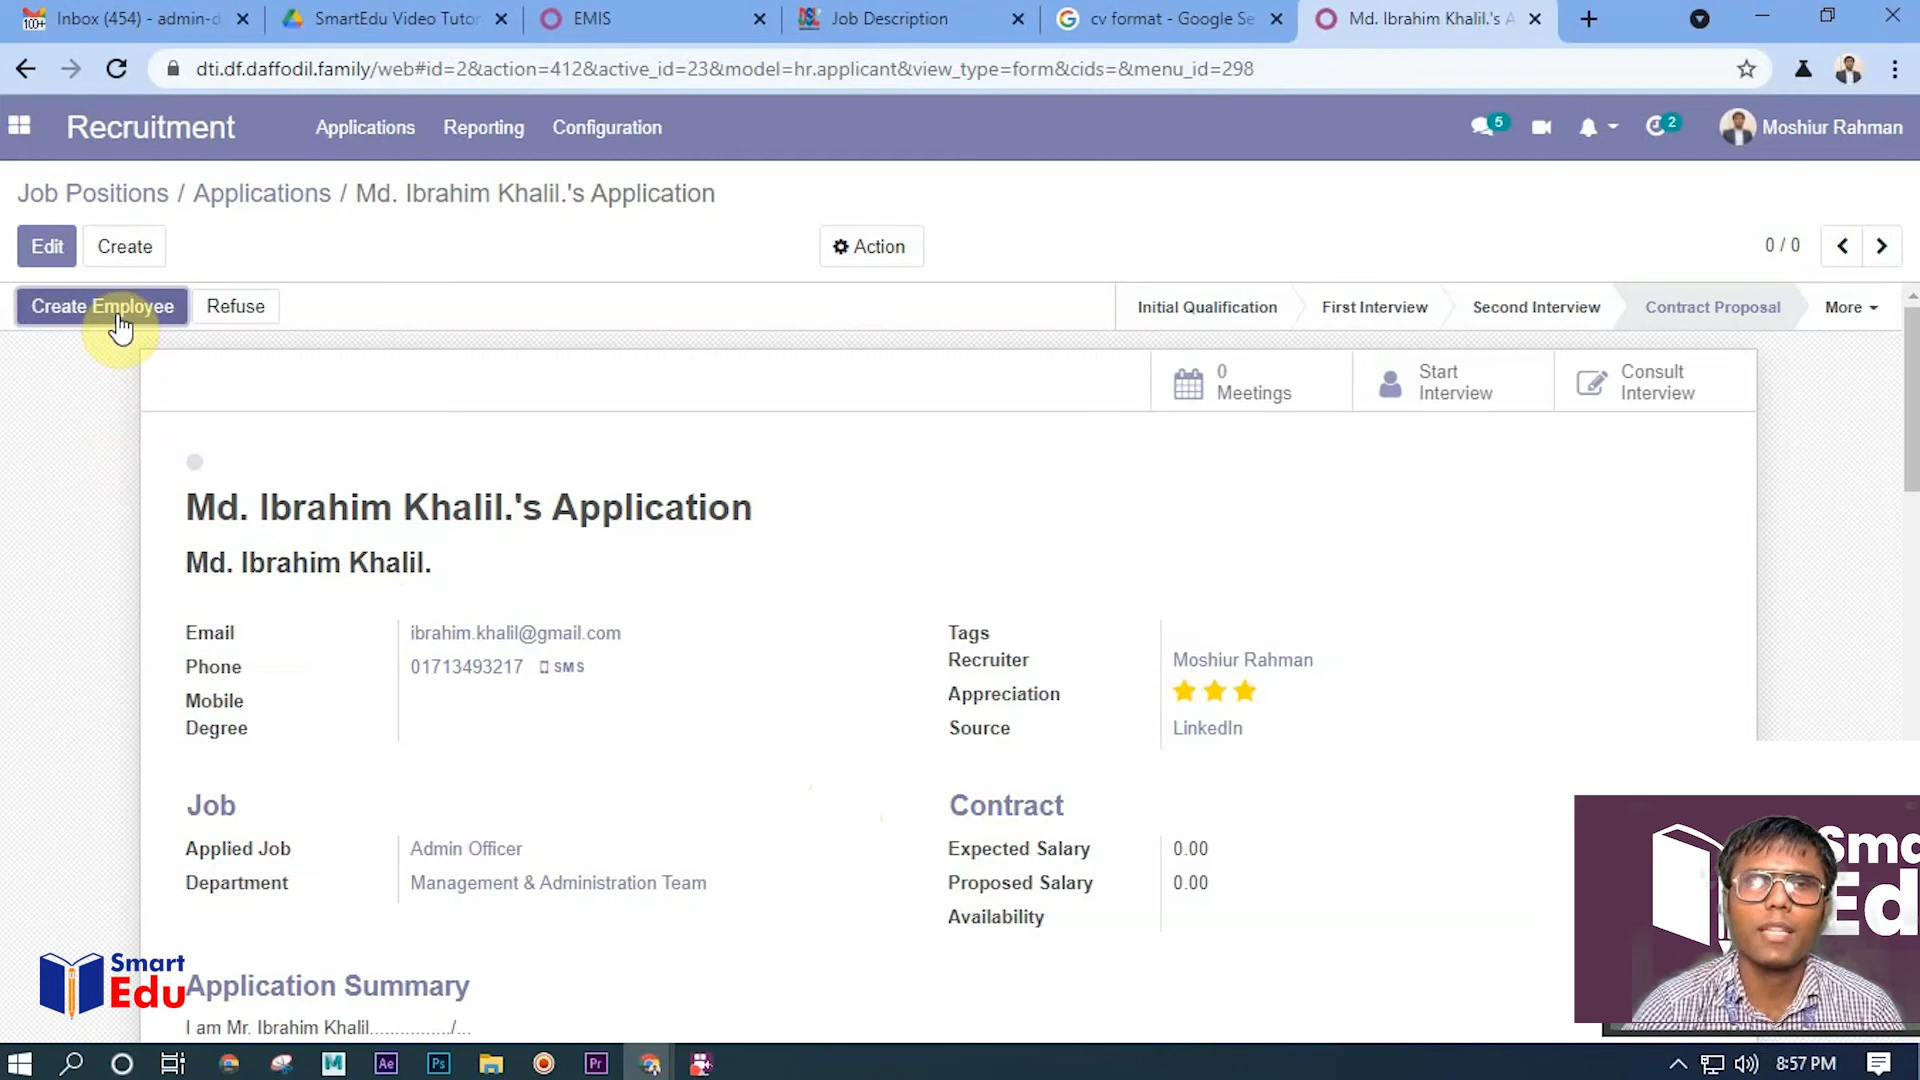 Inbox (454) - admin-d
SmartEdu Video Tutor
EMIS
Job Description
cv format - Google Se
Md. Ibrahim Khalil.'s A
dti.df.daffodil.family/web#id=2&action=412&active_id=23&model=hr.applicant&view_type=form&cids=&menu_id=298
Recruitment
Applications
Reporting
Configuration
5
2
Moshiur Rahman
Job Positions / Applications / Md. Ibrahim Khalil.'s Application
Edit
Create
Action
0 / 0
Create Employee
Refuse
Initial Qualification
First Interview
Second Interview
Contract Proposal
More
0
Meetings
Start
Interview
Consult
Interview
Md. Ibrahim Khalil.'s Application
Md. Ibrahim Khalil.
Email ibrahim.khalil@gmail.com
Phone 01713493217 SMS
Mobile
Degree
Tags
Recruiter Moshiur Rahman
Appreciation
Source LinkedIn
Job
Applied Job Admin Officer
Department Management & Administration Team
Contract
Expected Salary 0.00
Proposed Salary 0.00
Availability
Application Summary
I am Mr. Ibrahim Khalil.............../...
Smart
Edu
Sma
Ed
M
Ae
Ps
Pr
8:57 PM